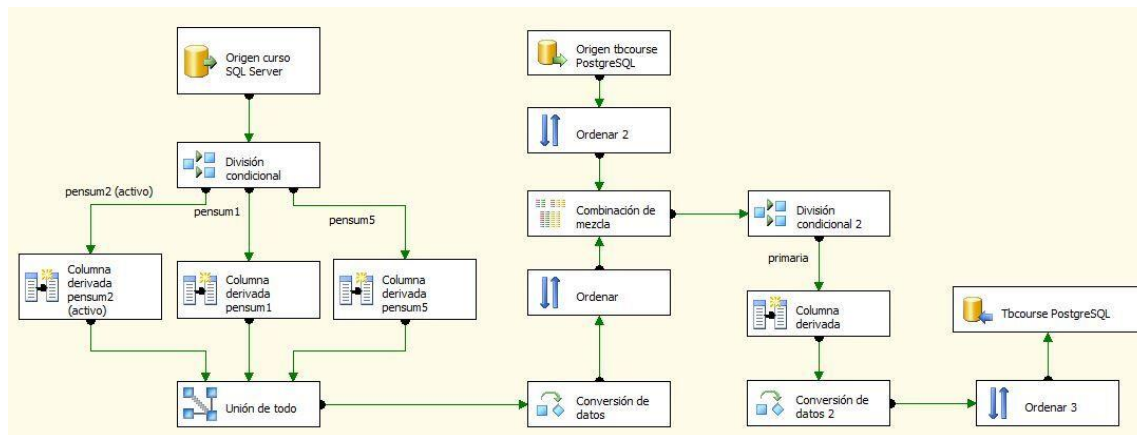 Origen curso
SQL Server
División
condicional
pensum2 (activo)
pensum1
pensum5
Columna
derivada
pensum2
(activo)
Columna
derivada
pensum1
Columna
derivada
pensum5
Unión de todo
Origen tbcourse
PostgreSQL
Ordenar 2
Combinación de
mezcla
Ordenar
Conversión de
datos
División
condicional 2
primaria
Columna
derivada
Conversión de
datos 2
Tbcourse PostgreSQL
Ordenar 3